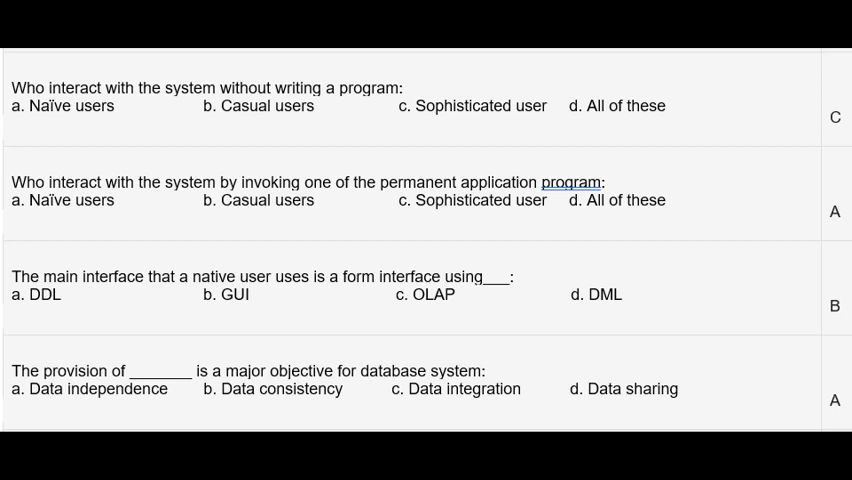 Who interact with the system without writing a program:
a. Naïve users b. Casual users c. Sophisticated user d. All of these
C
Who interact with the system by invoking one of the permanent application program:
a. Naïve users b. Casual users c. Sophisticated user d. All of these
A
The main interface that a native user uses is a form interface using___:
a. DDL b. GUI c. OLAP d. DML
B
The provision of _______ is a major objective for database system:
a. Data independence b. Data consistency c. Data integration d. Data sharing
A